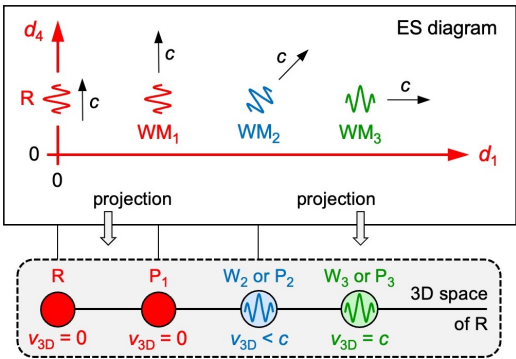 d₄
ES diagram
R
c
c
c
c
WM₁
WM₂
WM₃
0
d₁
0
projection
projection
R
P₁
W₂ or P₂
W₃ or P₃
3D space
of R
v₃D = 0
v₃D = 0
v₃D < c
v₃D = c